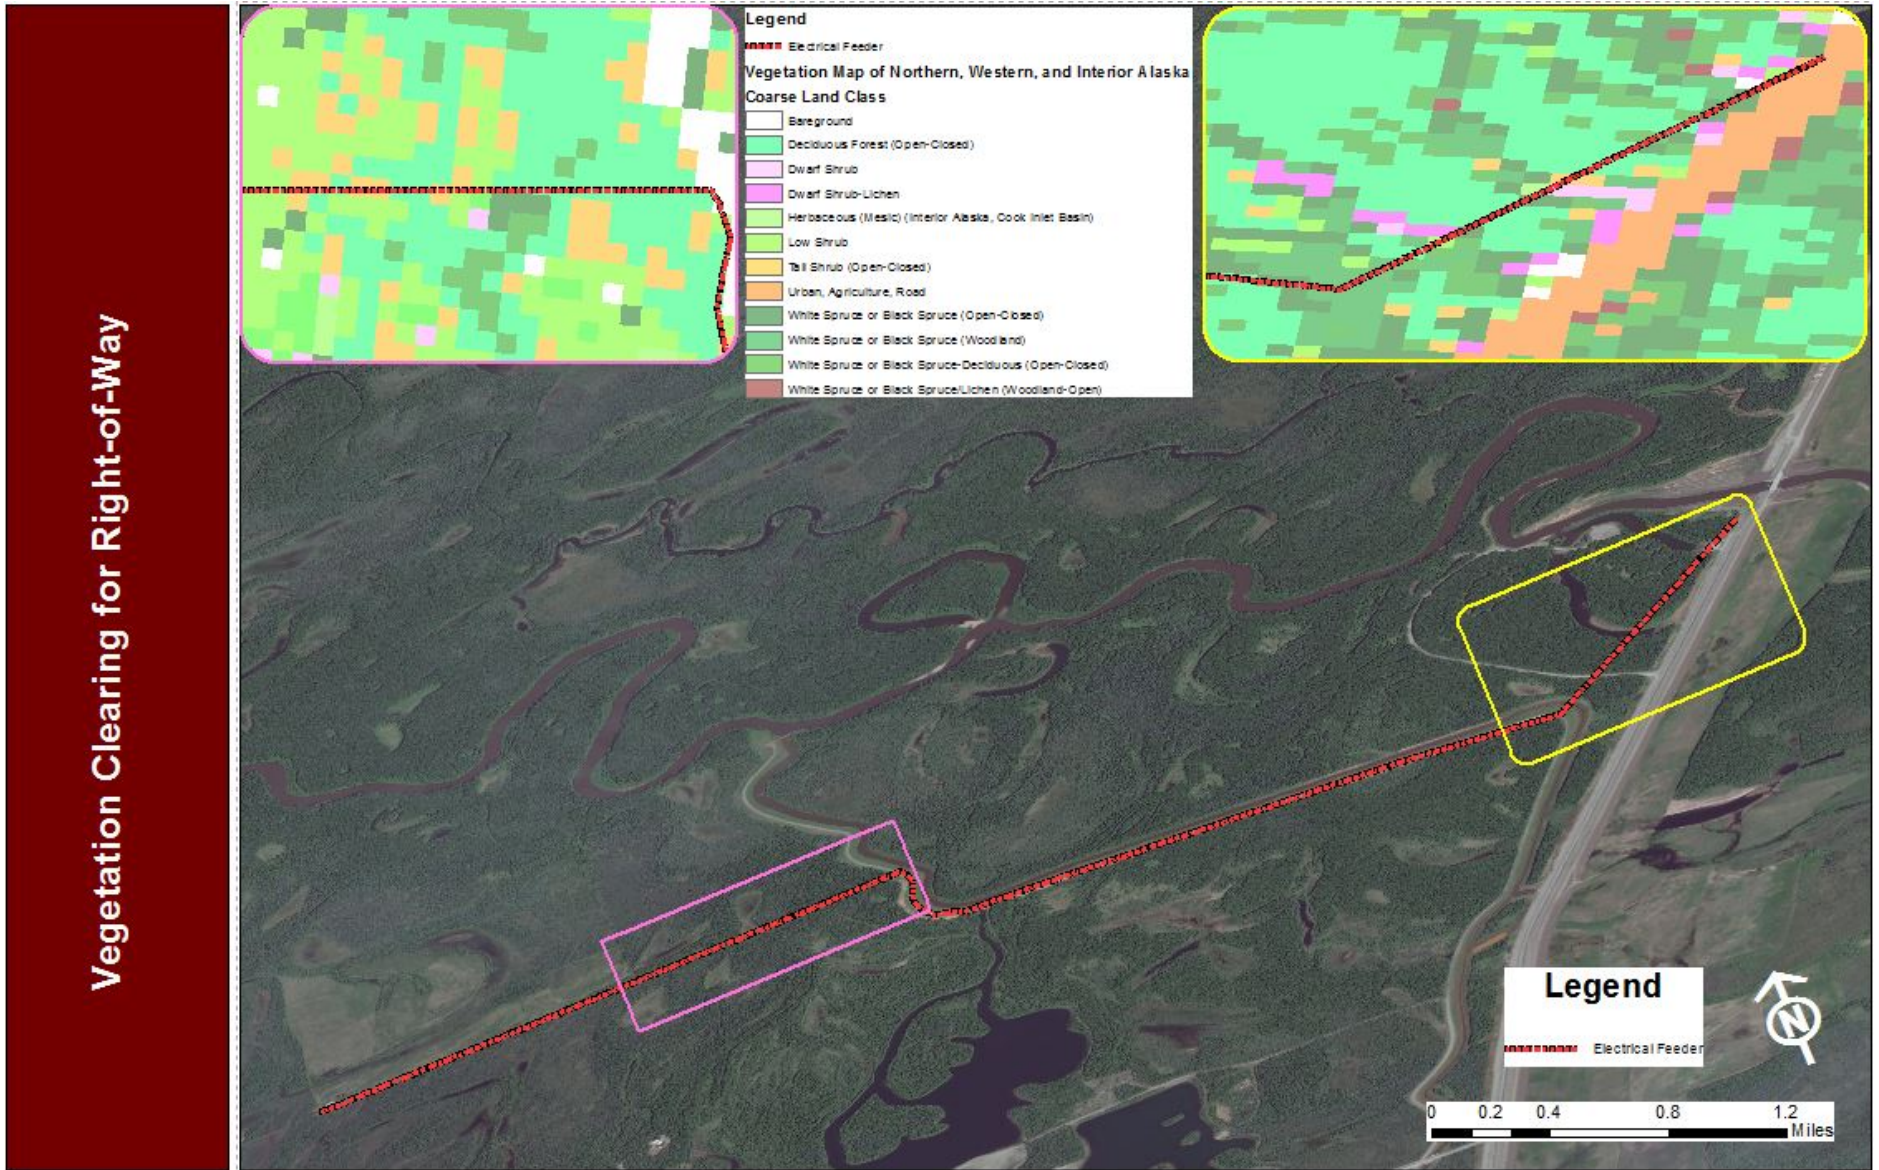 Vegetation Clearing for Right-of-Way
Legend
Electrical Feeder
Vegetation Map of Northern, Western, and Interior Alaska
Coarse Land Class
Bareground
Deciduous Forest (Open-Closed)
Dwarf Shrub
Dwarf Shrub-Lichen
Herbaceous (Mesic) (Interior Alaska, Cook Inlet Basin)
Low Shrub
Tall Shrub (Open-Closed)
Urban, Agriculture, Road
White Spruce or Black Spruce (Open-Closed)
White Spruce or Black Spruce (Woodland)
White Spruce or Black Spruce-Deciduous (Open-Closed)
White Spruce or Black Spruce/Lichen (Woodland-Open)
Legend
Electrical Feeder
N
0 0.2 0.4 0.8 1.2
Miles